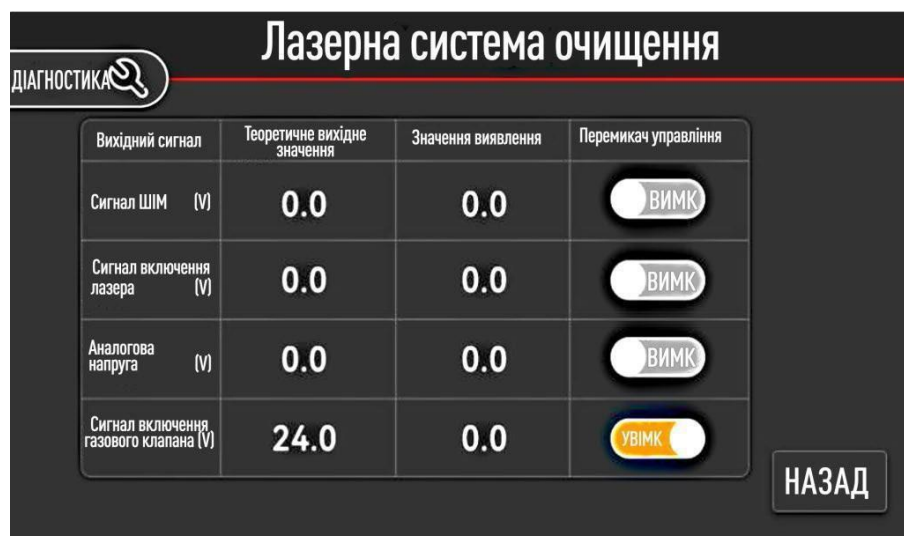 Лазерна система очищення
ДІАГНОСТИКА
Вихідний сигнал
Теоретичне вихідне
значення
Значення виявлення
Перемикач управління
Сигнал ШІМ (V)
0.0
0.0
ВИМК
Сигнал включення
лазера (V)
0.0
0.0
ВИМК
Аналогова
напруга (V)
0.0
0.0
ВИМК
Сигнал включення
газового клапана (V)
24.0
0.0
УВІМК
НАЗАД